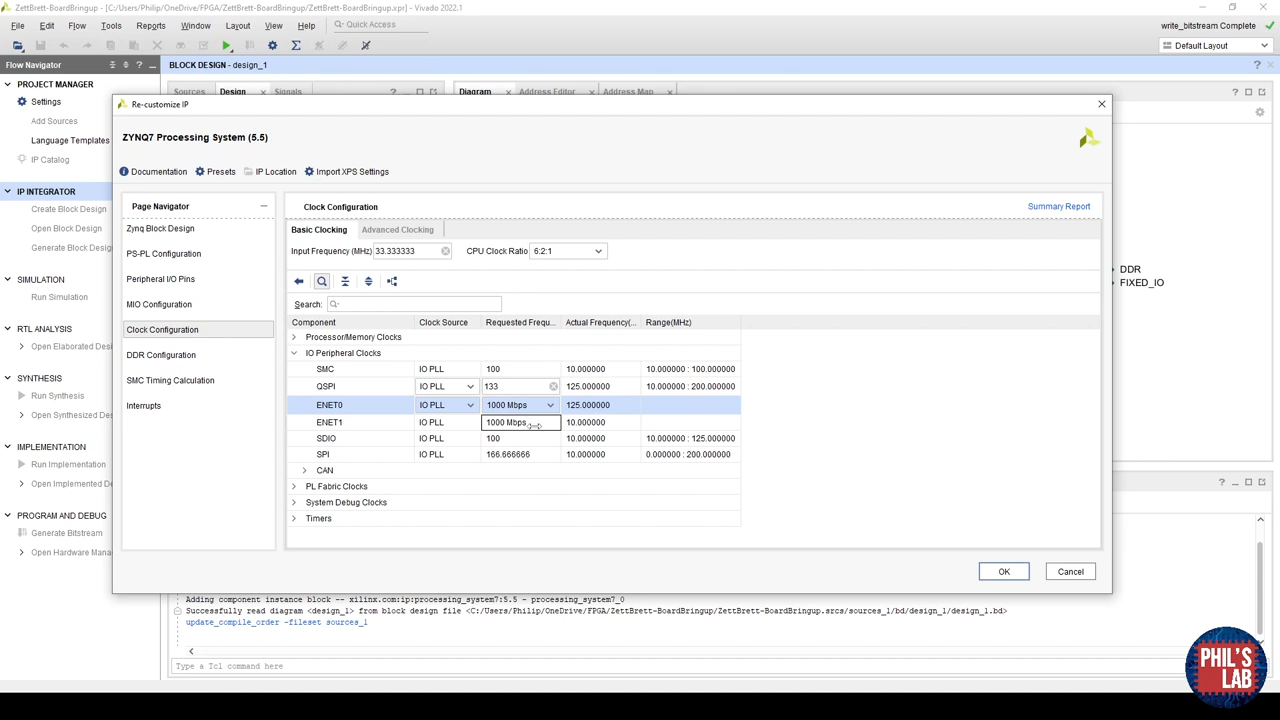 ZettBrett-BoardBringup - [C:/Users/Philip/OneDrive/FPGA/ZettBrett-BoardBringup/ZettBrett-BoardBringup.xpr] - Vivado 2022.1
File Edit Flow Tools Reports Window Layout View Help Quick Access write_bitstream Complete
Default Layout
Flow Navigator
BLOCK DESIGN - design_1
PROJECT MANAGER
Settings
Add Sources
Language Templates
IP Catalog
IP INTEGRATOR
Create Block Design
Open Block Design
Generate Block Desig
SIMULATION
Run Simulation
RTL ANALYSIS
Open Elaborated Des
SYNTHESIS
Run Synthesis
Open Synthesized Des
IMPLEMENTATION
Run Implementation
Open Implemented D
PROGRAM AND DEBUG
Generate Bitstream
Open Hardware Mana
Sources Design Signals
Diagram Address Editor Address Map
Re-customize IP
ZYNQ7 Processing System (5.5)
Documentation Presets IP Location Import XPS Settings
Page Navigator
Zynq Block Design
PS-PL Configuration
Peripheral I/O Pins
MIO Configuration
Clock Configuration
DDR Configuration
SMC Timing Calculation
Interrupts
Clock Configuration Summary Report
Basic Clocking Advanced Clocking
Input Frequency (MHz) 33.333333 CPU Clock Ratio 6:2:1
Search:
Component Clock Source Requested Frequ... Actual Frequency(... Range(MHz)
Processor/Memory Clocks
IO Peripheral Clocks
SMC IO PLL 100 10.000000 10.000000 : 100.000000
QSPI IO PLL 133 125.000000 10.000000 : 200.000000
ENET0 IO PLL 1000 Mbps 125.000000
ENET1 IO PLL 1000 Mbps 10.000000
SDIO IO PLL 100 10.000000 10.000000 : 125.000000
SPI IO PLL 166.666666 10.000000 0.000000 : 200.000000
CAN
PL Fabric Clocks
System Debug Clocks
Timers
OK Cancel
DDR
FIXED_IO
Adding component instance block -- xilinx.com:ip:processing_system7:5.5 - processing_system7_0
Successfully read diagram <design_1> from block design file <C:/Users/Philip/OneDrive/FPGA/ZettBrett-BoardBringup/ZettBrett-BoardBringup.srcs/sources_1/bd/design_1/design_1.bd>
update_compile_order -fileset sources_1
Type a Tcl command here
PHIL'S
LAB